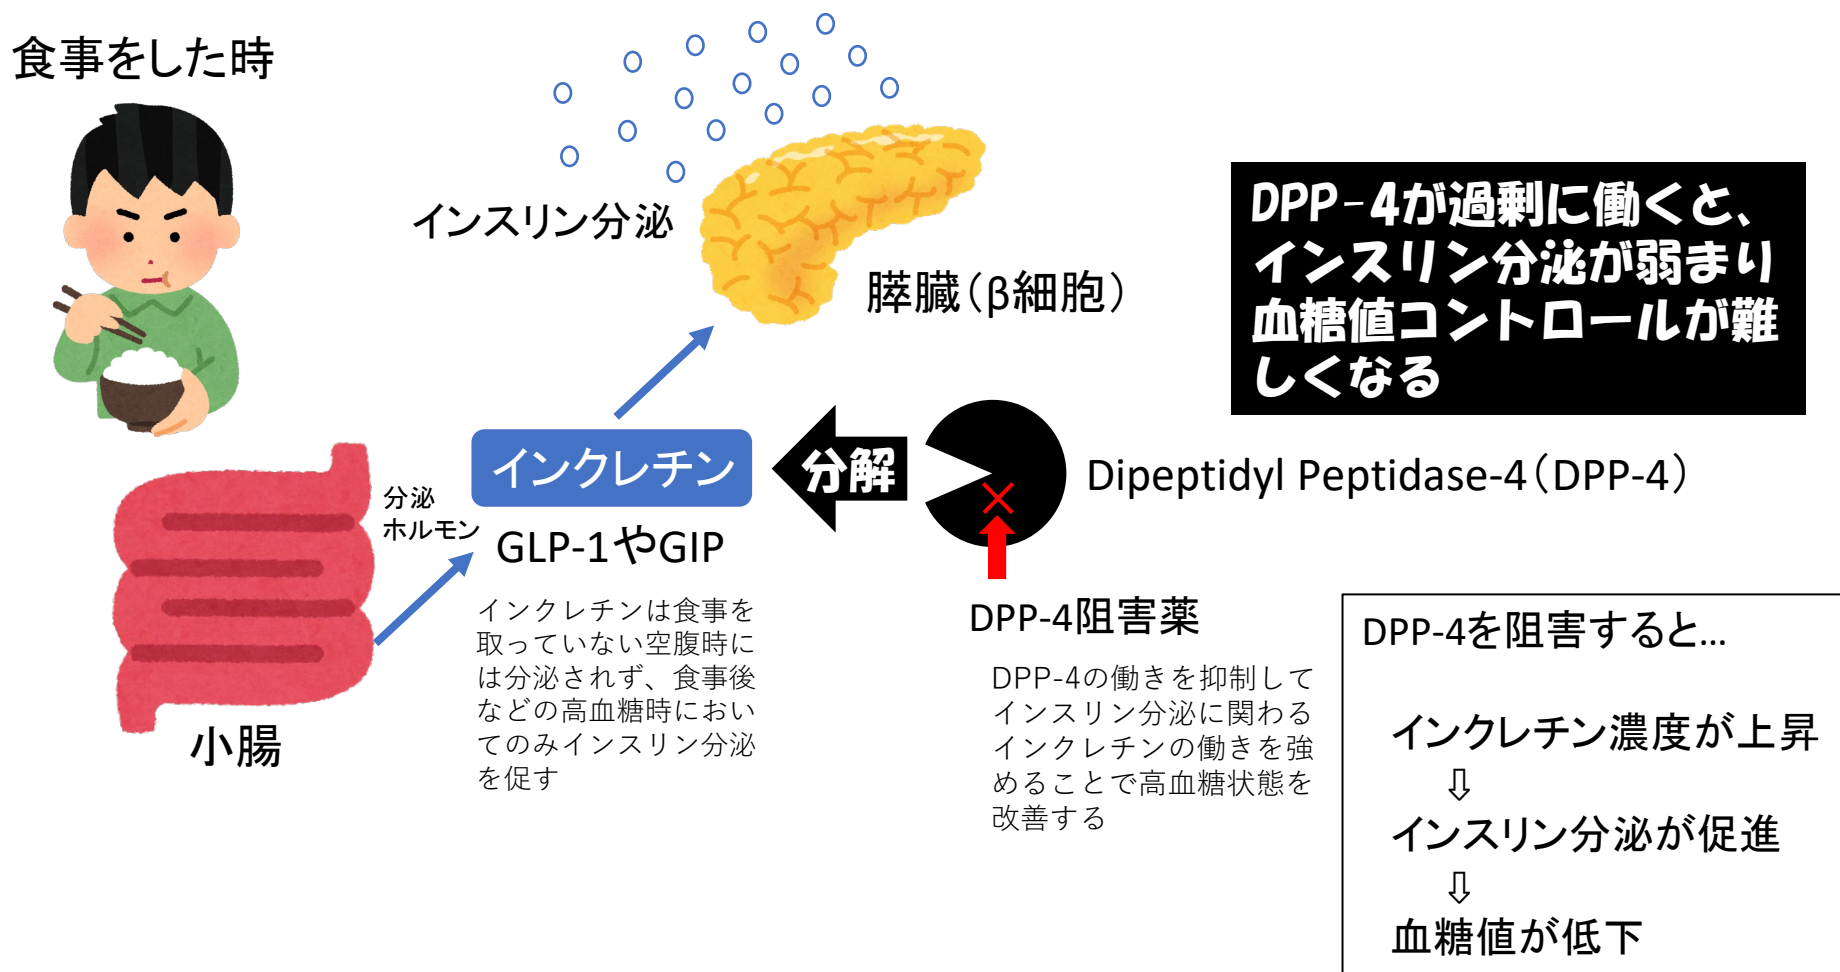 食事をした時
インスリン分泌
膵臓（β細胞）
DPP-4が過剰に働くと、
インスリン分泌が弱まり
血糖値コントロールが難
しくなる
インクレチン
分解
Dipeptidyl Peptidase-4（DPP-4）
分泌
ホルモン
GLP-1やGIP
インクレチンは食事を
取っていない空腹時に
は分泌されず、食事後
などの高血糖時におい
てのみインスリン分泌
を促す
小腸
DPP-4阻害薬
DPP-4の働きを抑制して
インスリン分泌に関わる
インクレチンの働きを強
めることで高血糖状態を
改善する
DPP-4を阻害すると…
インクレチン濃度が上昇
⇩
インスリン分泌が促進
⇩
血糖値が低下